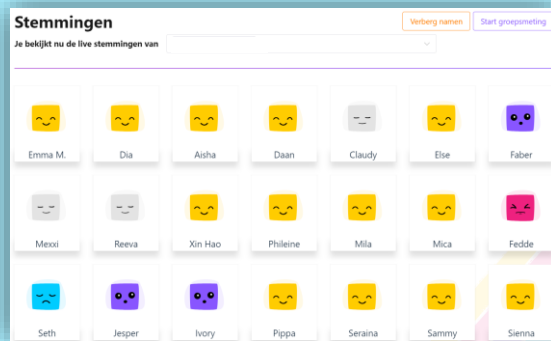 Stemmingen
Verberg namen
Start groepsmeting
Je bekijkt nu de live stemmingen van
Emma M.
Dia
Aisha
Daan
Claudy
Else
Faber
Mexxi
Reeva
Xin Hao
Phileine
Mila
Mica
Fedde
Seth
Jesper
Ivory
Pippa
Seraina
Sammy
Sienna